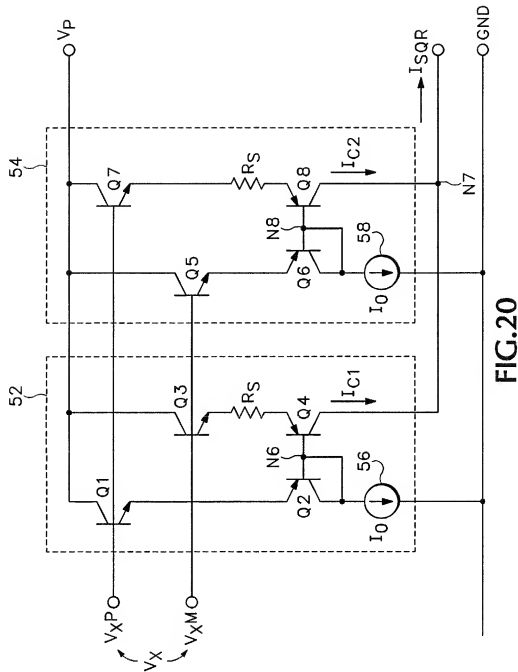 52
54
VP
Q1
Q3
Q5
Q7
VXP
VX
VXM
RS
RS
Q2
N6
Q4
Q6
N8
Q8
IC1
IC2
ISQR
I0
56
I0
58
N7
GND
FIG.20